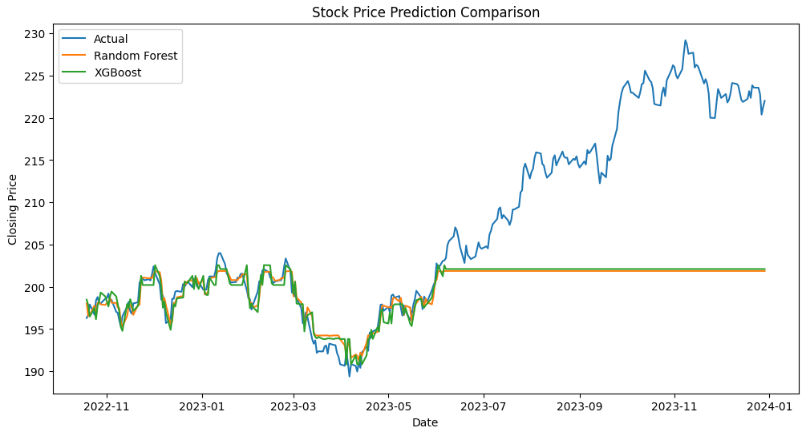 Stock Price Prediction Comparison
Actual
Random Forest
XGBoost
230
225
220
215
210
205
200
195
190
Closing Price
2022-11
2023-01
2023-03
2023-05
2023-07
2023-09
2023-11
2024-01
Date